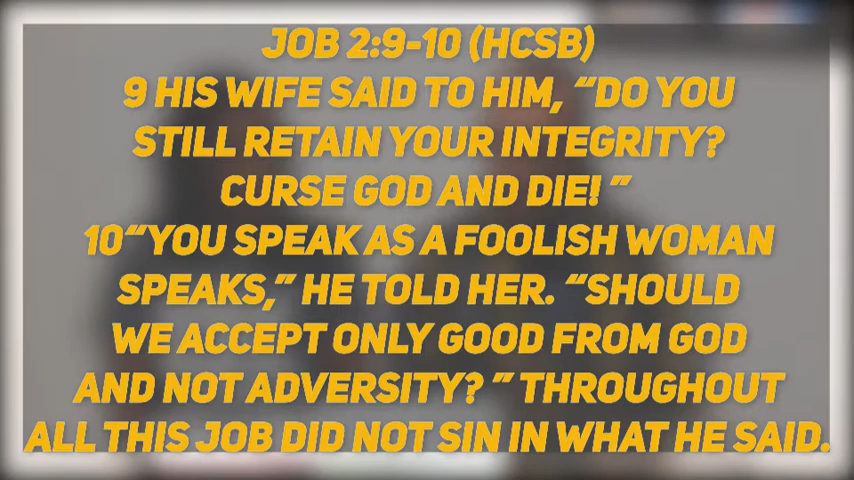 JOB 2:9-10 (HCSB)
9 HIS WIFE SAID TO HIM, “DO YOU
STILL RETAIN YOUR INTEGRITY?
CURSE GOD AND DIE! ”
10“YOU SPEAK AS A FOOLISH WOMAN
SPEAKS,” HE TOLD HER. “SHOULD
WE ACCEPT ONLY GOOD FROM GOD
AND NOT ADVERSITY? ” THROUGHOUT
ALL THIS JOB DID NOT SIN IN WHAT HE SAID.